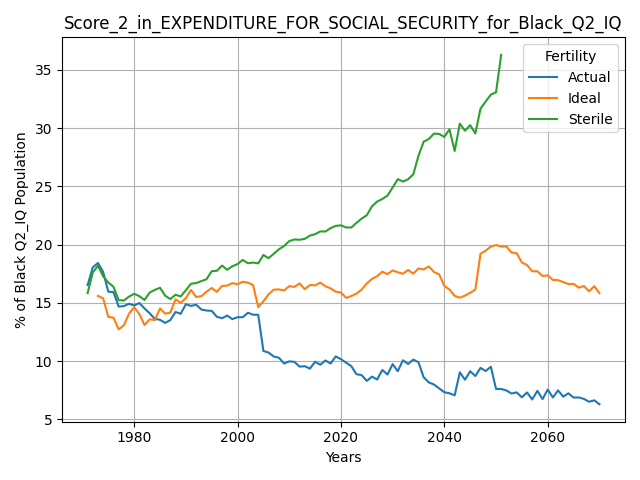 Score_2_in_EXPENDITURE_FOR_SOCIAL_SECURITY_for_Black_Q2_IQ
Fertility
Actual
Ideal
Sterile
% of Black Q2_IQ Population
35
30
25
20
15
10
5
1980 2000 2020 2040 2060
Years